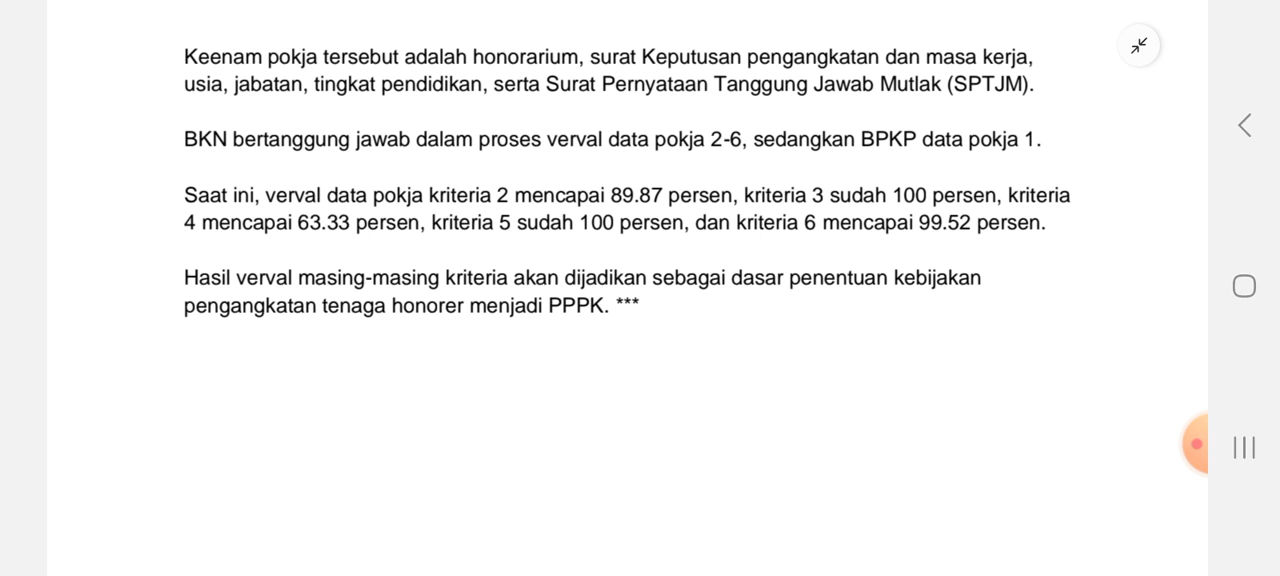 Keenam pokja tersebut adalah honorarium, surat Keputusan pengangkatan dan masa kerja,
usia, jabatan, tingkat pendidikan, serta Surat Pernyataan Tanggung Jawab Mutlak (SPTJM).
BKN bertanggung jawab dalam proses verval data pokja 2-6, sedangkan BPKP data pokja 1.
Saat ini, verval data pokja kriteria 2 mencapai 89.87 persen, kriteria 3 sudah 100 persen, kriteria
4 mencapai 63.33 persen, kriteria 5 sudah 100 persen, dan kriteria 6 mencapai 99.52 persen.
Hasil verval masing-masing kriteria akan dijadikan sebagai dasar penentuan kebijakan
pengangkatan tenaga honorer menjadi PPPK. ***